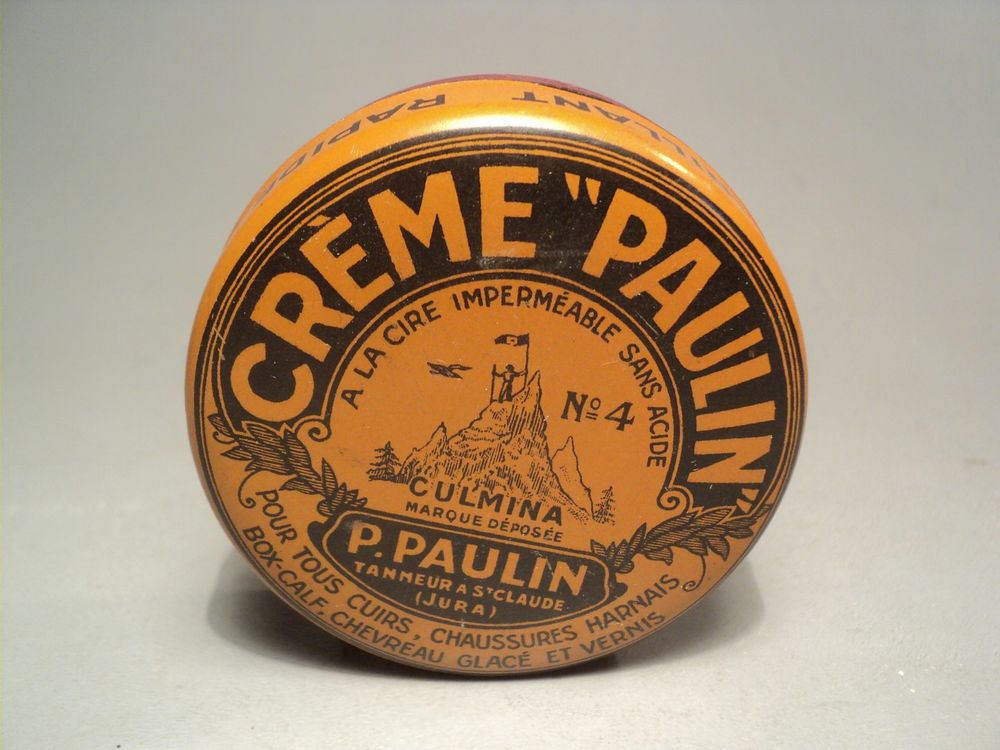 RAPIDE
CRÈME "PAULIN"
A LA CIRE IMPERMÉABLE SANS ACIDE
Nº 4
CULMINA
MARQUE DÉPOSÉE
P. PAULIN
TANNEUR A ST CLAUDE
(JURA)
POUR TOUS CUIRS, CHAUSSURES HARNAIS
BOX-CALF, CHEVREAU GLACÉ ET VERNIS